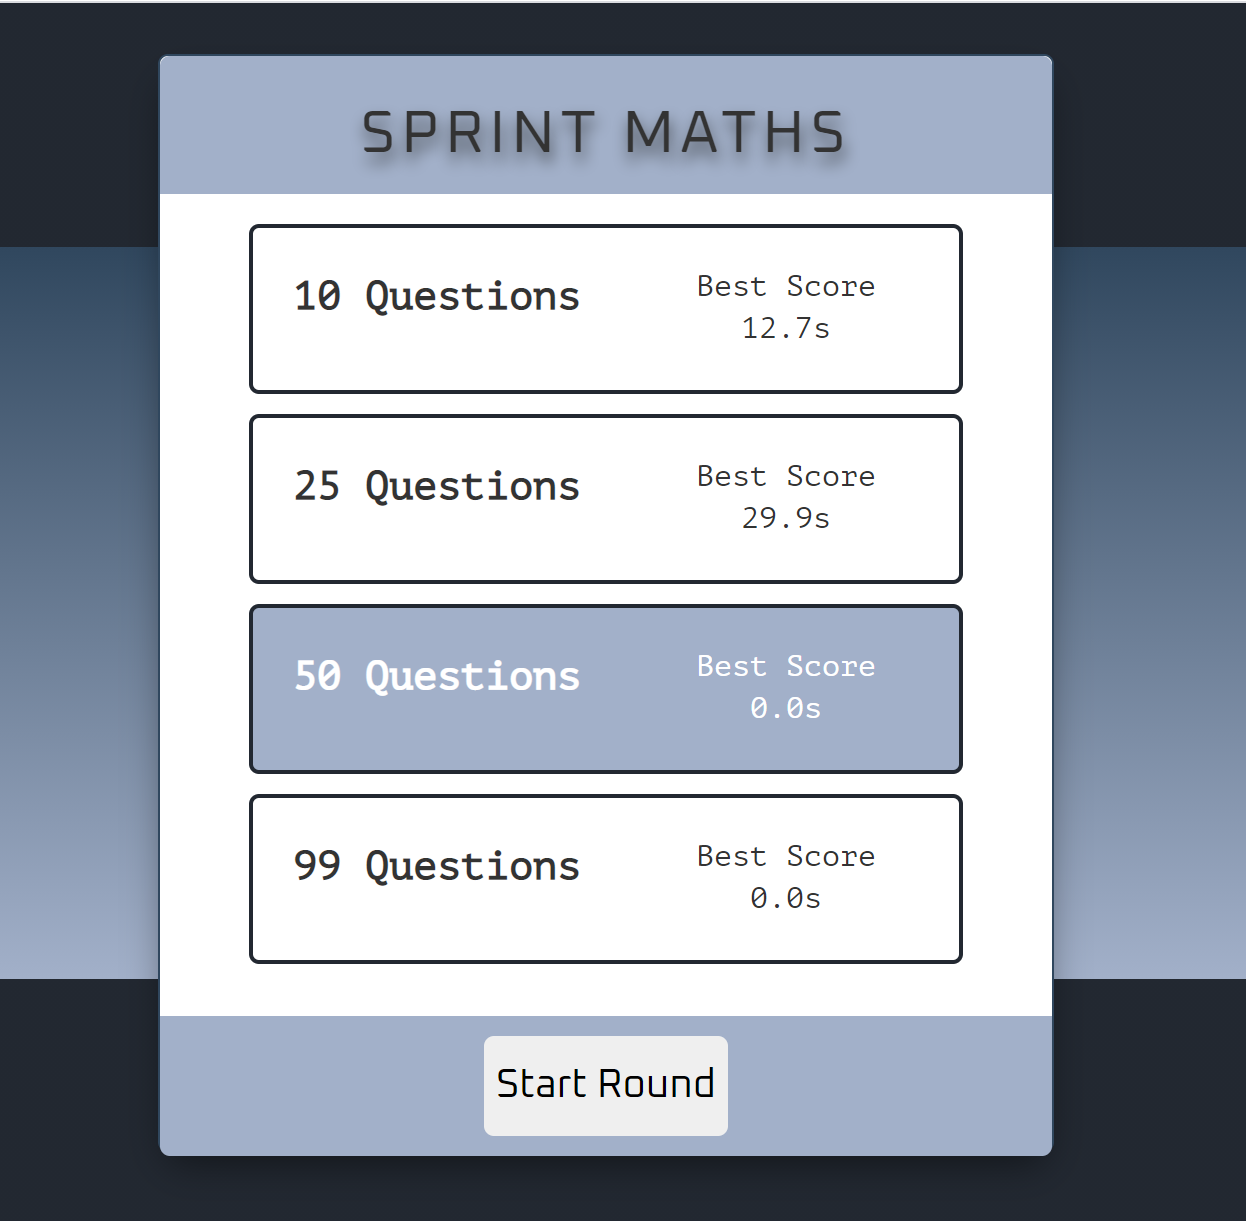 SPRINT MATHS
10 Questions
Best Score
12.7s
25 Questions
Best Score
29.9s
50 Questions
Best Score
0.0s
99 Questions
Best Score
0.0s
Start Round